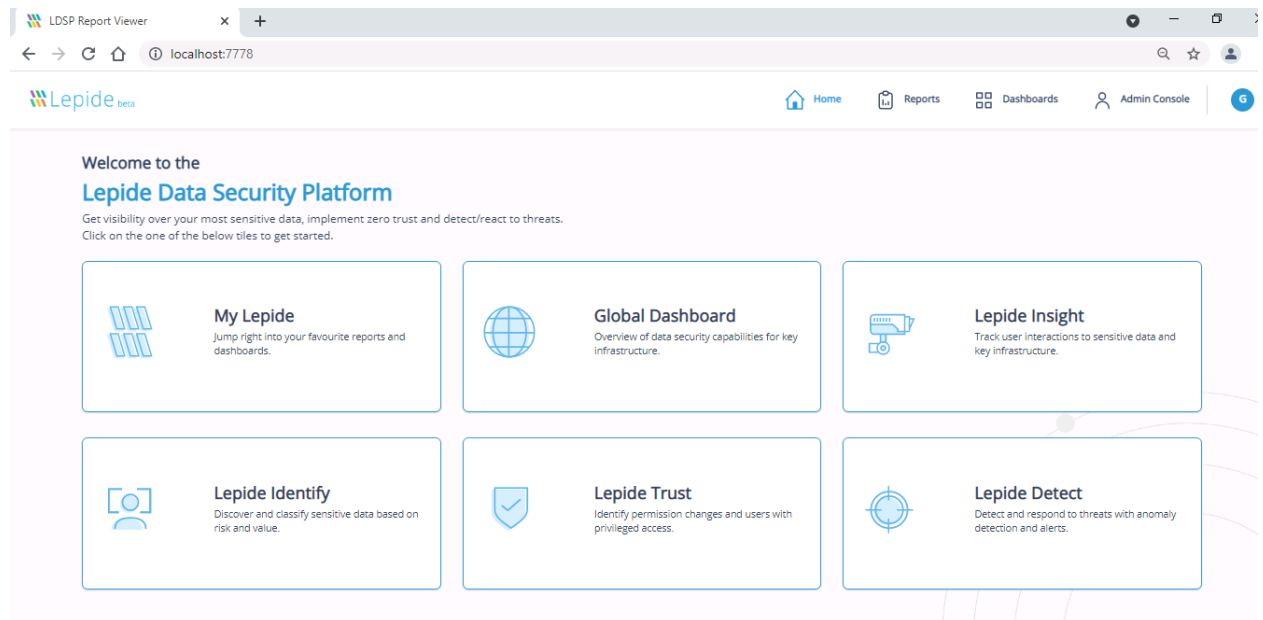 LDSP Report Viewer
localhost:7778
Lepide beta
Home
Reports
Dashboards
Admin Console
G
Welcome to the
Lepide Data Security Platform
Get visibility over your most sensitive data, implement zero trust and detect/react to threats.
Click on the one of the below tiles to get started.
My Lepide
Jump right into your favourite reports and
dashboards.
Global Dashboard
Overview of data security capabilities for key
infrastructure.
Lepide Insight
Track user interactions to sensitive data and
key infrastructure.
Lepide Identify
Discover and classify sensitive data based on
risk and value.
Lepide Trust
Identify permission changes and users with
privileged access.
Lepide Detect
Detect and respond to threats with anomaly
detection and alerts.